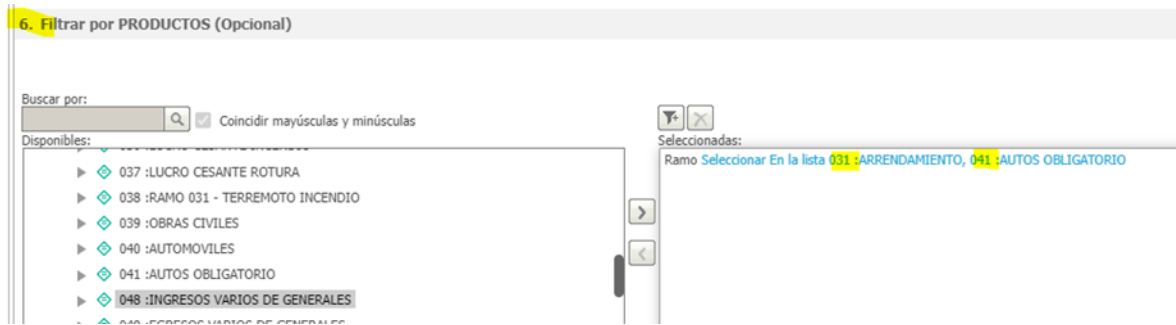 6. Filtrar por PRODUCTOS (Opcional)
Buscar por:
Coincidir mayúsculas y minúsculas
Disponibles:
037 :LUCRO CESANTE ROTURA
038 :RAMO 031 - TERREMOTO INCENDIO
039 :OBRAS CIVILES
040 :AUTOMOVILES
041 :AUTOS OBLIGATORIO
048 :INGRESOS VARIOS DE GENERALES
Seleccionadas:
Ramo Seleccionar En la lista 031 :ARRENDAMIENTO, 041 :AUTOS OBLIGATORIO